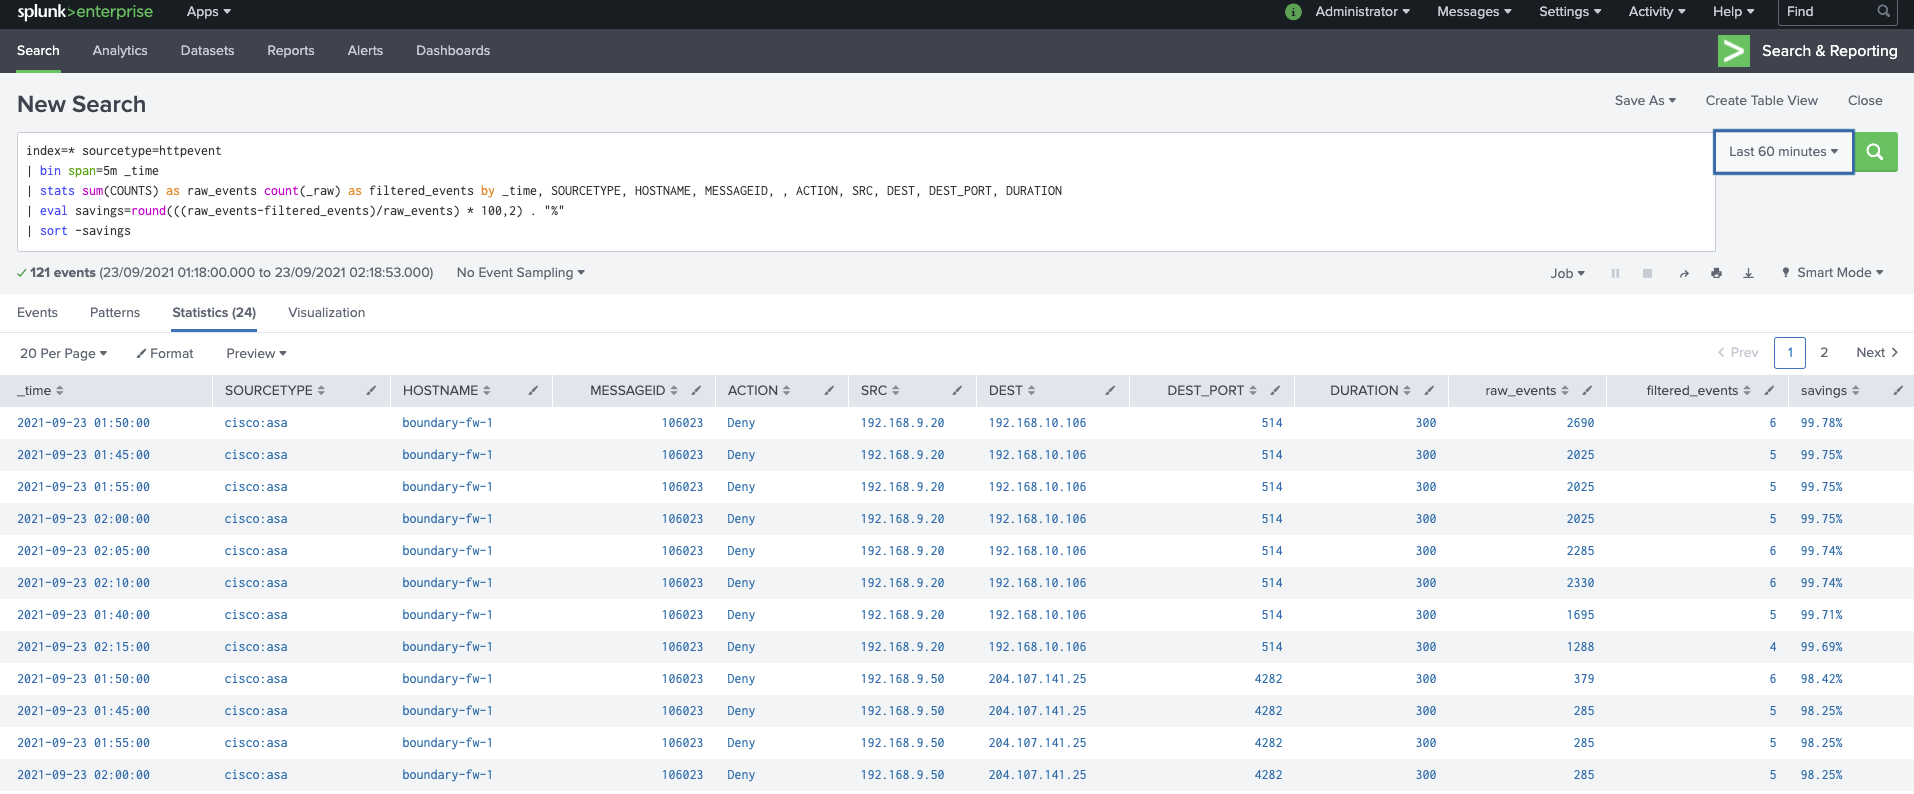 splunk>enterprise Apps Administrator Messages Settings Activity Help Find
Search Analytics Datasets Reports Alerts Dashboards Search & Reporting
New Search Save As Create Table View Close
index=* sourcetype=httpevent Last 60 minutes
| bin span=5m _time
| stats sum(COUNTS) as raw_events count(_raw) as filtered_events by _time, SOURCETYPE, HOSTNAME, MESSAGEID, , ACTION, SRC, DEST, DEST_PORT, DURATION
| eval savings=round(((raw_events-filtered_events)/raw_events) * 100,2) . "%"
| sort -savings
121 events (23/09/2021 01:18:00.000 to 23/09/2021 02:18:53.000) No Event Sampling Job Smart Mode
Events Patterns Statistics (24) Visualization
20 Per Page Format Preview < Prev 1 2 Next >
_time SOURCETYPE HOSTNAME MESSAGEID ACTION SRC DEST DEST_PORT DURATION raw_events filtered_events savings
2021-09-23 01:50:00 cisco:asa boundary-fw-1 106023 Deny 192.168.9.20 192.168.10.106 514 300 2690 6 99.78%
2021-09-23 01:45:00 cisco:asa boundary-fw-1 106023 Deny 192.168.9.20 192.168.10.106 514 300 2025 5 99.75%
2021-09-23 01:55:00 cisco:asa boundary-fw-1 106023 Deny 192.168.9.20 192.168.10.106 514 300 2025 5 99.75%
2021-09-23 02:00:00 cisco:asa boundary-fw-1 106023 Deny 192.168.9.20 192.168.10.106 514 300 2025 5 99.75%
2021-09-23 02:05:00 cisco:asa boundary-fw-1 106023 Deny 192.168.9.20 192.168.10.106 514 300 2285 6 99.74%
2021-09-23 02:10:00 cisco:asa boundary-fw-1 106023 Deny 192.168.9.20 192.168.10.106 514 300 2330 6 99.74%
2021-09-23 01:40:00 cisco:asa boundary-fw-1 106023 Deny 192.168.9.20 192.168.10.106 514 300 1695 5 99.71%
2021-09-23 02:15:00 cisco:asa boundary-fw-1 106023 Deny 192.168.9.20 192.168.10.106 514 300 1288 4 99.69%
2021-09-23 01:50:00 cisco:asa boundary-fw-1 106023 Deny 192.168.9.50 204.107.141.25 4282 300 379 6 98.42%
2021-09-23 01:45:00 cisco:asa boundary-fw-1 106023 Deny 192.168.9.50 204.107.141.25 4282 300 285 5 98.25%
2021-09-23 01:55:00 cisco:asa boundary-fw-1 106023 Deny 192.168.9.50 204.107.141.25 4282 300 285 5 98.25%
2021-09-23 02:00:00 cisco:asa boundary-fw-1 106023 Deny 192.168.9.50 204.107.141.25 4282 300 285 5 98.25%